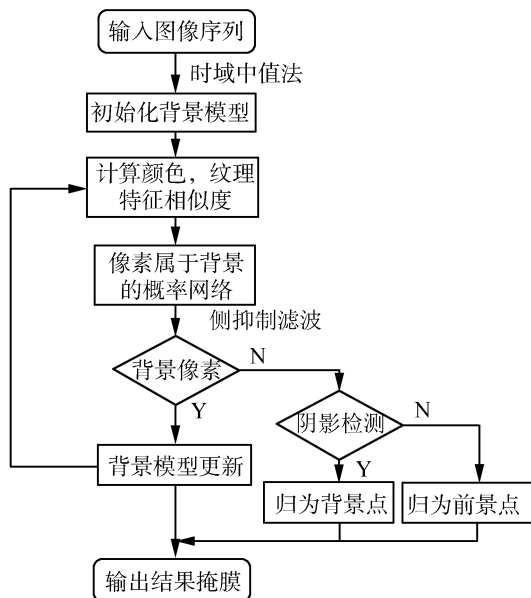 输入图像序列
时域中值法
初始化背景模型
计算颜色，纹理
特征相似度
像素属于背景
的概率网络
侧抑制滤波
背景像素
N
Y
阴影检测
N
Y
背景模型更新
归为背景点
归为前景点
输出结果掩膜